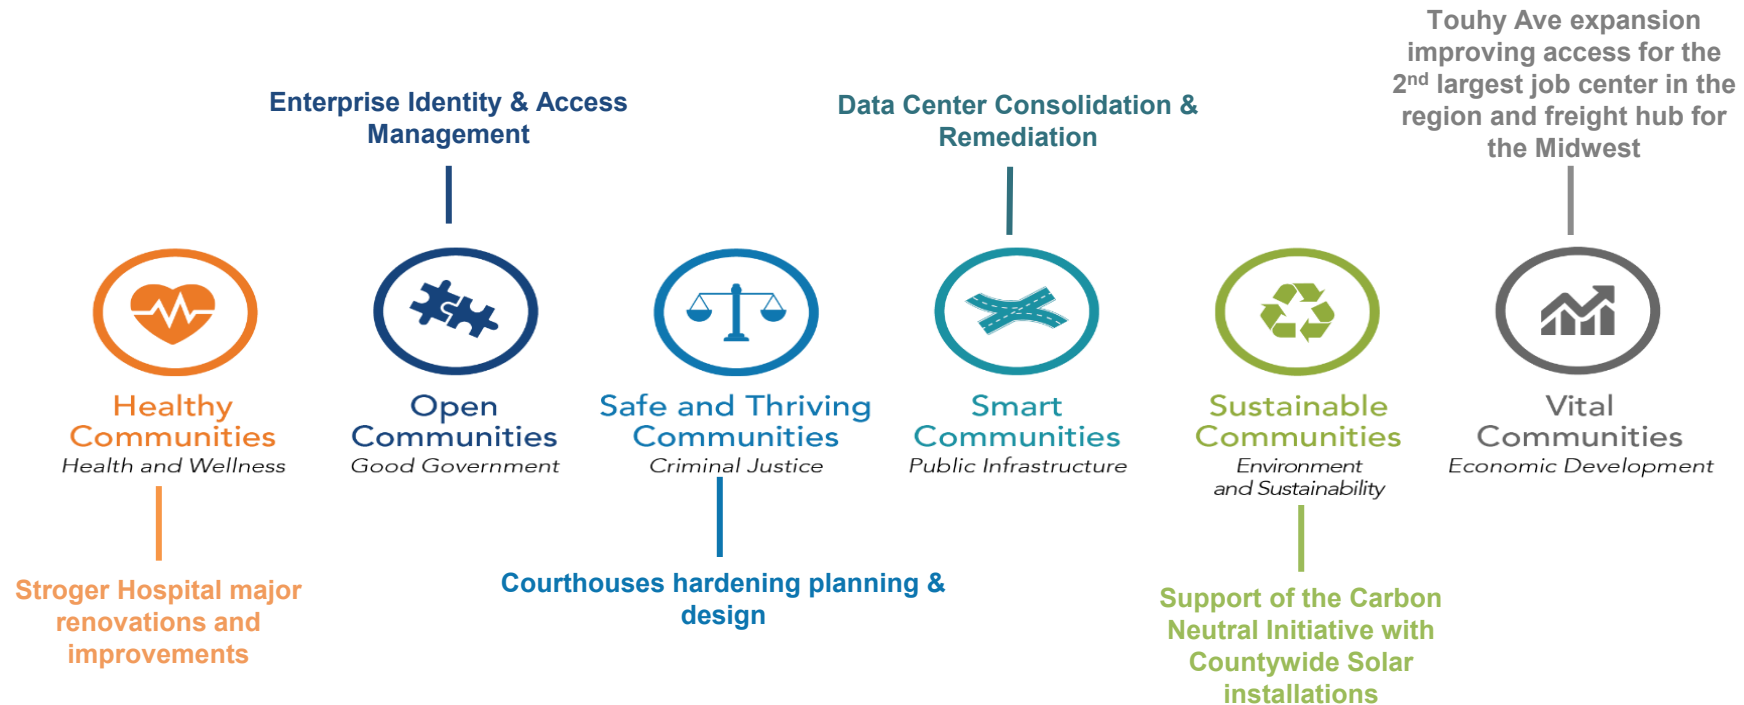 Touhy Ave expansion
improving access for the
2nd largest job center in the
region and freight hub for
the Midwest
Enterprise Identity & Access
Management
Data Center Consolidation &
Remediation
Healthy
Communities
Health and Wellness
Open
Communities
Good Government
Safe and Thriving
Communities
Criminal Justice
Smart
Communities
Public Infrastructure
Sustainable
Communities
Environment
and Sustainability
Vital
Communities
Economic Development
Stroger Hospital major
renovations and
improvements
Courthouses hardening planning &
design
Support of the Carbon
Neutral Initiative with
Countywide Solar
installations